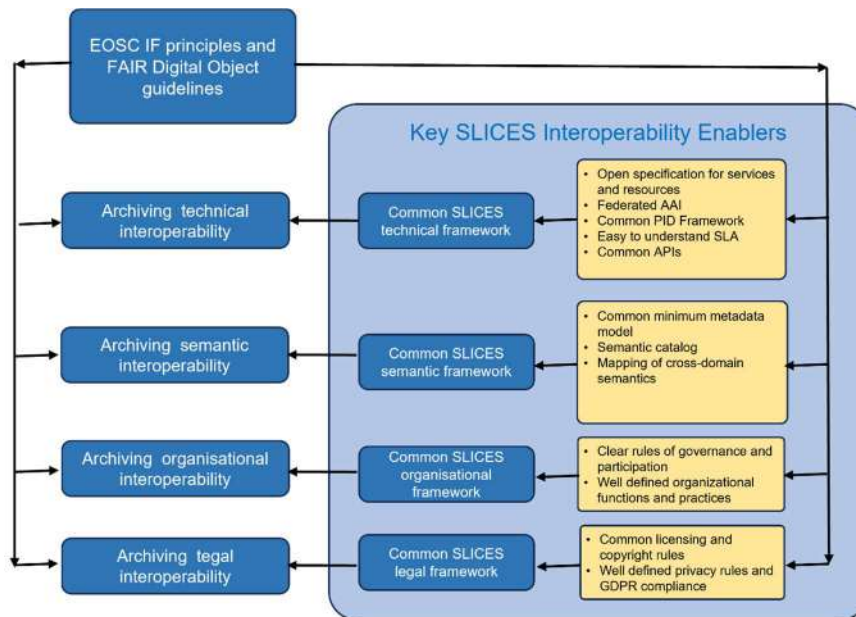 EOSC IF principles and
FAIR Digital Object
guidelines
Key SLICES Interoperability Enablers
Archiving technical
interoperability
Common SLICES
technical framework
• Open specification for services
and resources
• Federated AAI
• Common PID Framework
• Easy to understand SLA
• Common APIs
Archiving semantic
interoperability
Common SLICES
semantic framework
• Common minimum metadata
model
• Semantic catalog
• Mapping of cross-domain
semantics
Archiving organisational
interoperability
Common SLICES
organisational
framework
• Clear rules of governance and
participation
• Well defined organizational
functions and practices
Archiving tegal
interoperability
Common SLICES
legal framework
• Common licensing and
copyright rules
• Well defined privacy rules and
GDPR compliance